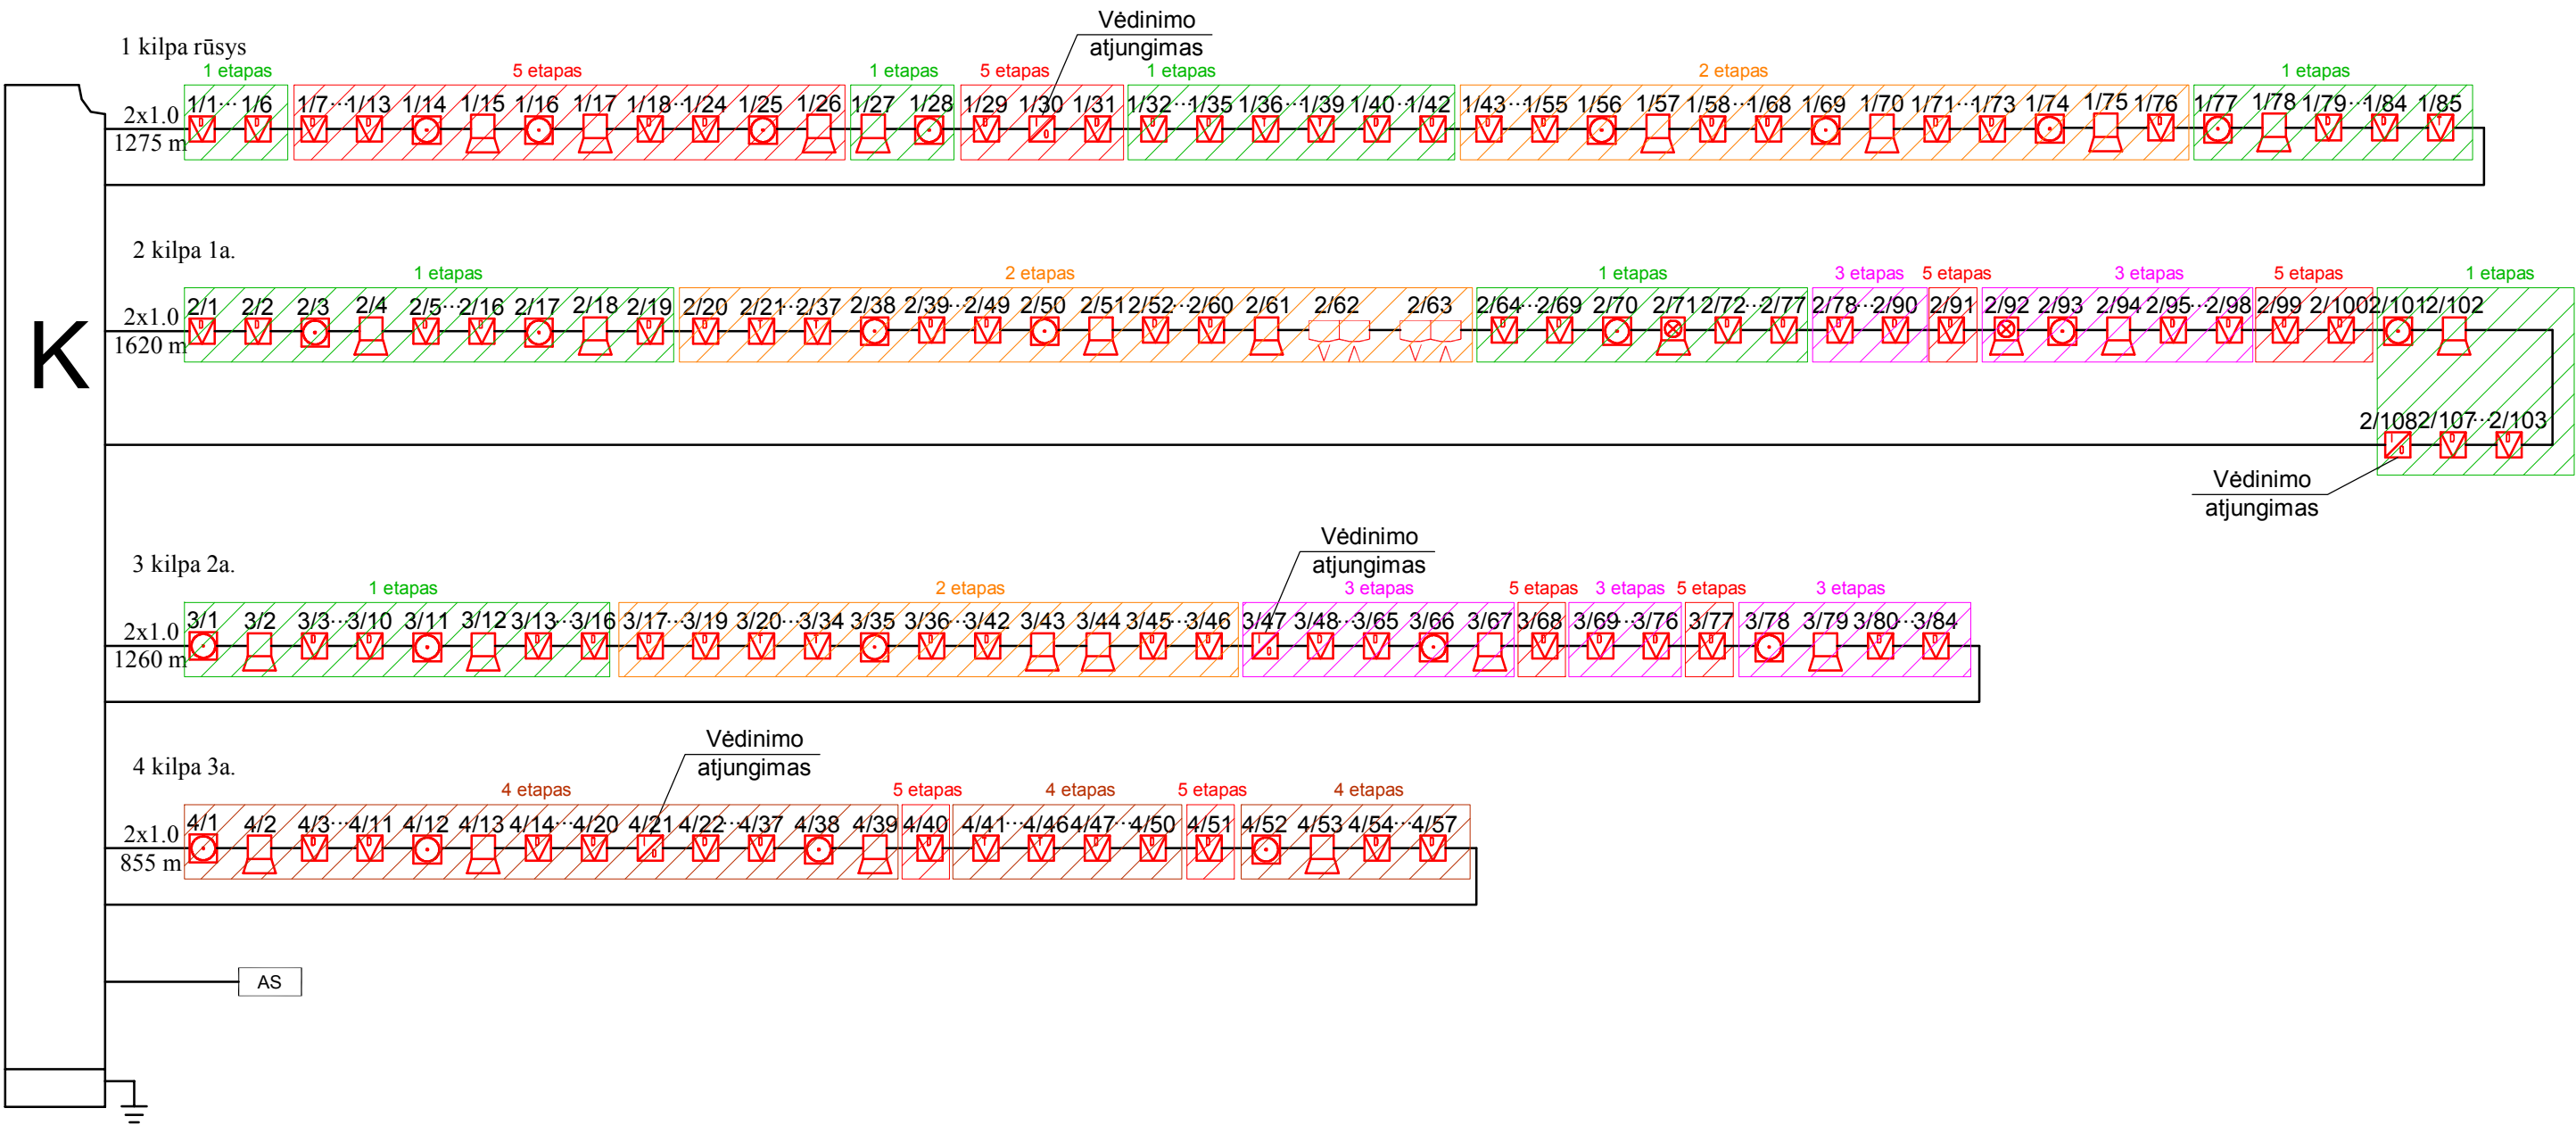 Vėdinimo
atjungimas
1 kilpa rūsys
1 etapas 5 etapas 1 etapas 5 etapas 1 etapas 2 etapas 1 etapas
2x1.0 1/1...1/6 1/7...1/13 1/14 1/15 1/16 1/17 1/18...1/24 1/25 1/26 1/27 1/28 1/29 1/30 1/31 1/32...1/35 1/36...1/39 1/40...1/42 1/43...1/55 1/56 1/57 1/58...1/68 1/69 1/70 1/71...1/73 1/74 1/75 1/76 1/77 1/78 1/79...1/84 1/85
1275 m
2 kilpa 1a.
1 etapas 2 etapas 1 etapas 3 etapas 5 etapas 3 etapas 5 etapas 1 etapas
2x1.0 2/1 2/2 2/3 2/4 2/5...2/16 2/17 2/18 2/19 2/20 2/21...2/37 2/38 2/39...2/49 2/50 2/51 2/52...2/60 2/61 2/62 2/63 2/64...2/69 2/70 2/71 2/72...2/77 2/78...2/90 2/91 2/92 2/93 2/94 2/95...2/98 2/99 2/100 2/101 2/102
1620 m
K
2/108 2/107...2/103
Vėdinimo
atjungimas
Vėdinimo
atjungimas
3 kilpa 2a.
1 etapas 2 etapas 3 etapas 5 etapas 3 etapas 5 etapas 3 etapas
2x1.0 3/1 3/2 3/3...3/10 3/11 3/12 3/13...3/16 3/17...3/19 3/20...3/34 3/35 3/36...3/42 3/43 3/44 3/45...3/46 3/47 3/48...3/65 3/66 3/67 3/68 3/69...3/76 3/77 3/78 3/79 3/80...3/84
1260 m
Vėdinimo
atjungimas
4 kilpa 3a.
4 etapas 5 etapas 4 etapas 5 etapas 4 etapas
2x1.0 4/1 4/2 4/3...4/11 4/12 4/13 4/14...4/20 4/21 4/22...4/37 4/38 4/39 4/40 4/41...4/46 4/47...4/50 4/51 4/52 4/53 4/54...4/57
855 m
AS